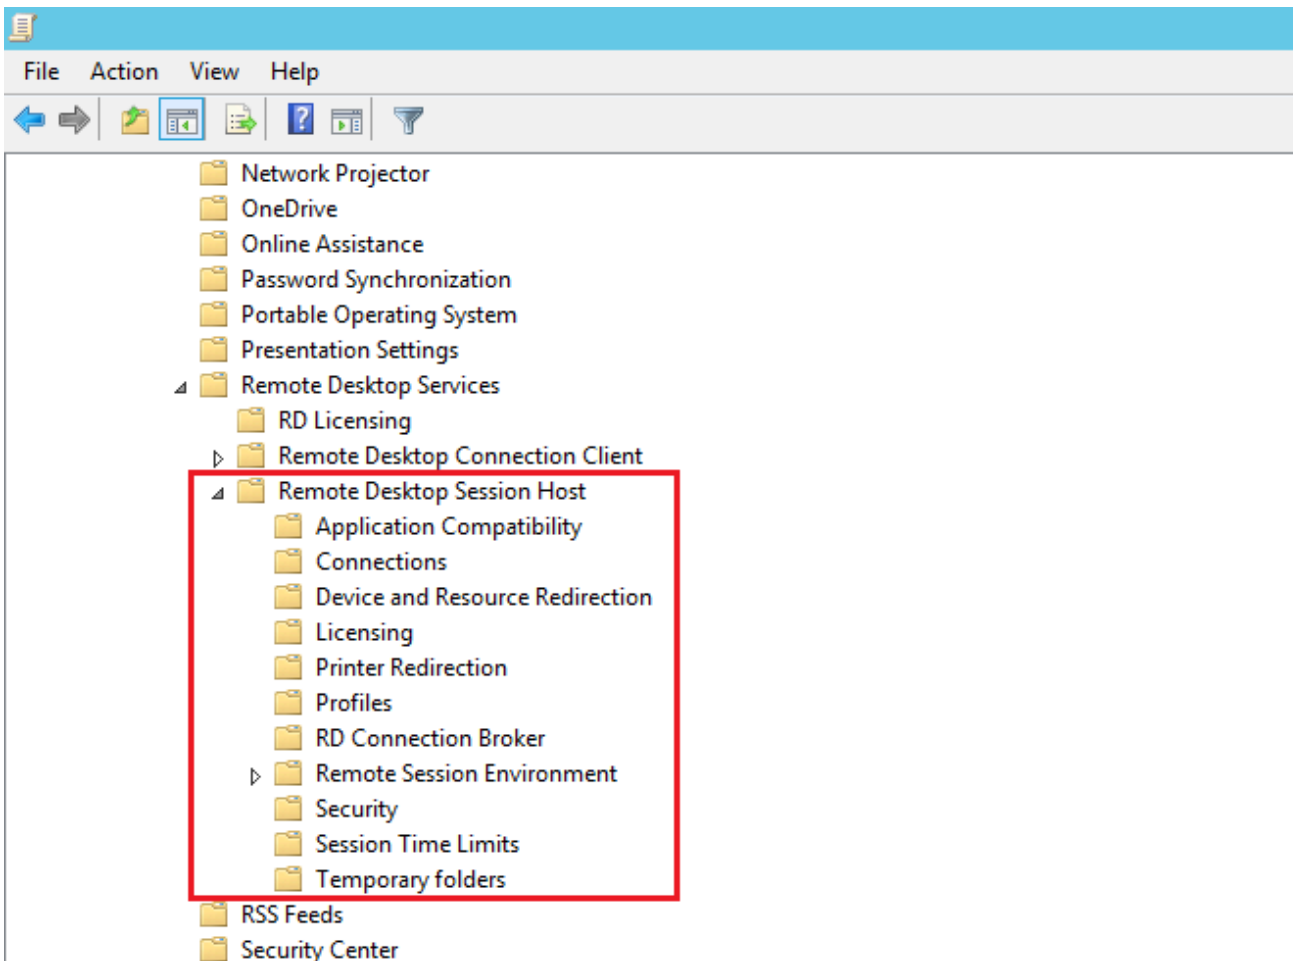 File Action View Help
Network Projector
OneDrive
Online Assistance
Password Synchronization
Portable Operating System
Presentation Settings
Remote Desktop Services
RD Licensing
Remote Desktop Connection Client
Remote Desktop Session Host
Application Compatibility
Connections
Device and Resource Redirection
Licensing
Printer Redirection
Profiles
RD Connection Broker
Remote Session Environment
Security
Session Time Limits
Temporary folders
RSS Feeds
Security Center